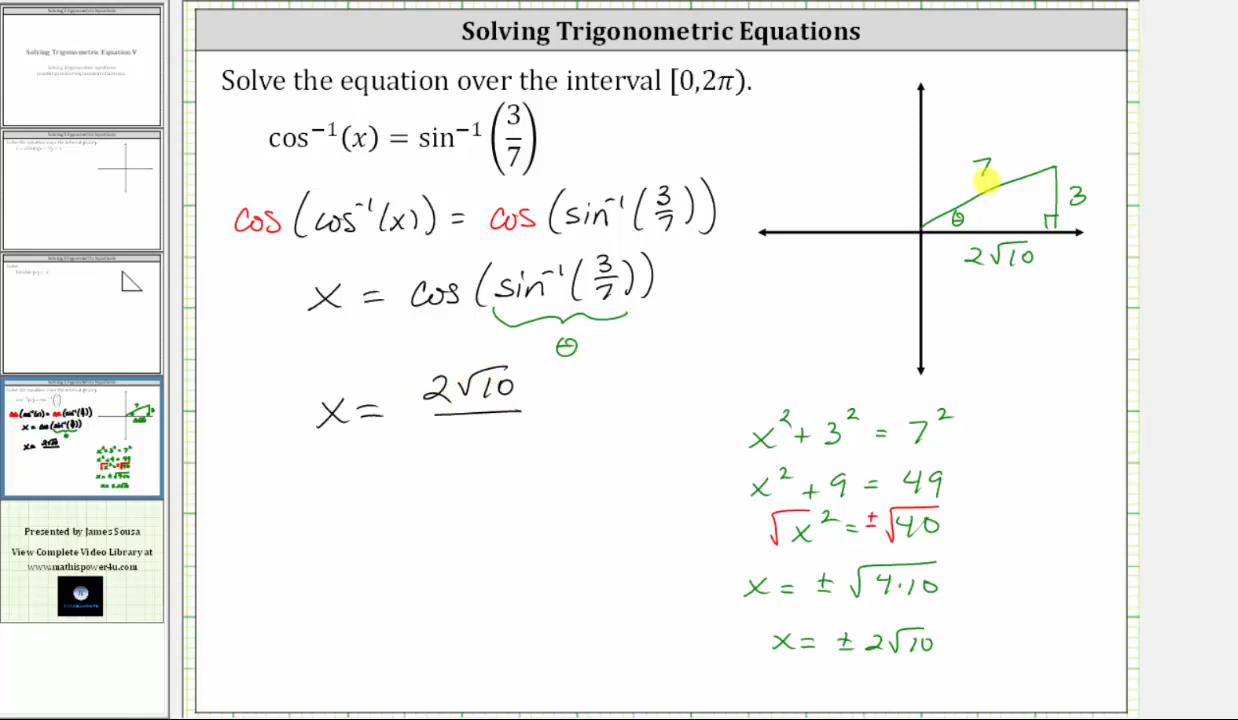 Solving Trigonometric Equations
Solve the equation over the interval [0,2π).
cos⁻¹(x) = sin⁻¹(3/7)
cos(cos⁻¹(x)) = cos(sin⁻¹(3/7))
x = cos(sin⁻¹(3/7))
θ
x = 2√10
7
3
θ
2√10
x² + 3² = 7²
x² + 9 = 49
√x² = ±√40
x = ± √4·10
x = ± 2√10
Solving Trigonometric Equation V
Presented by James Sousa
View Complete Video Library at
www.mathispower4u.com